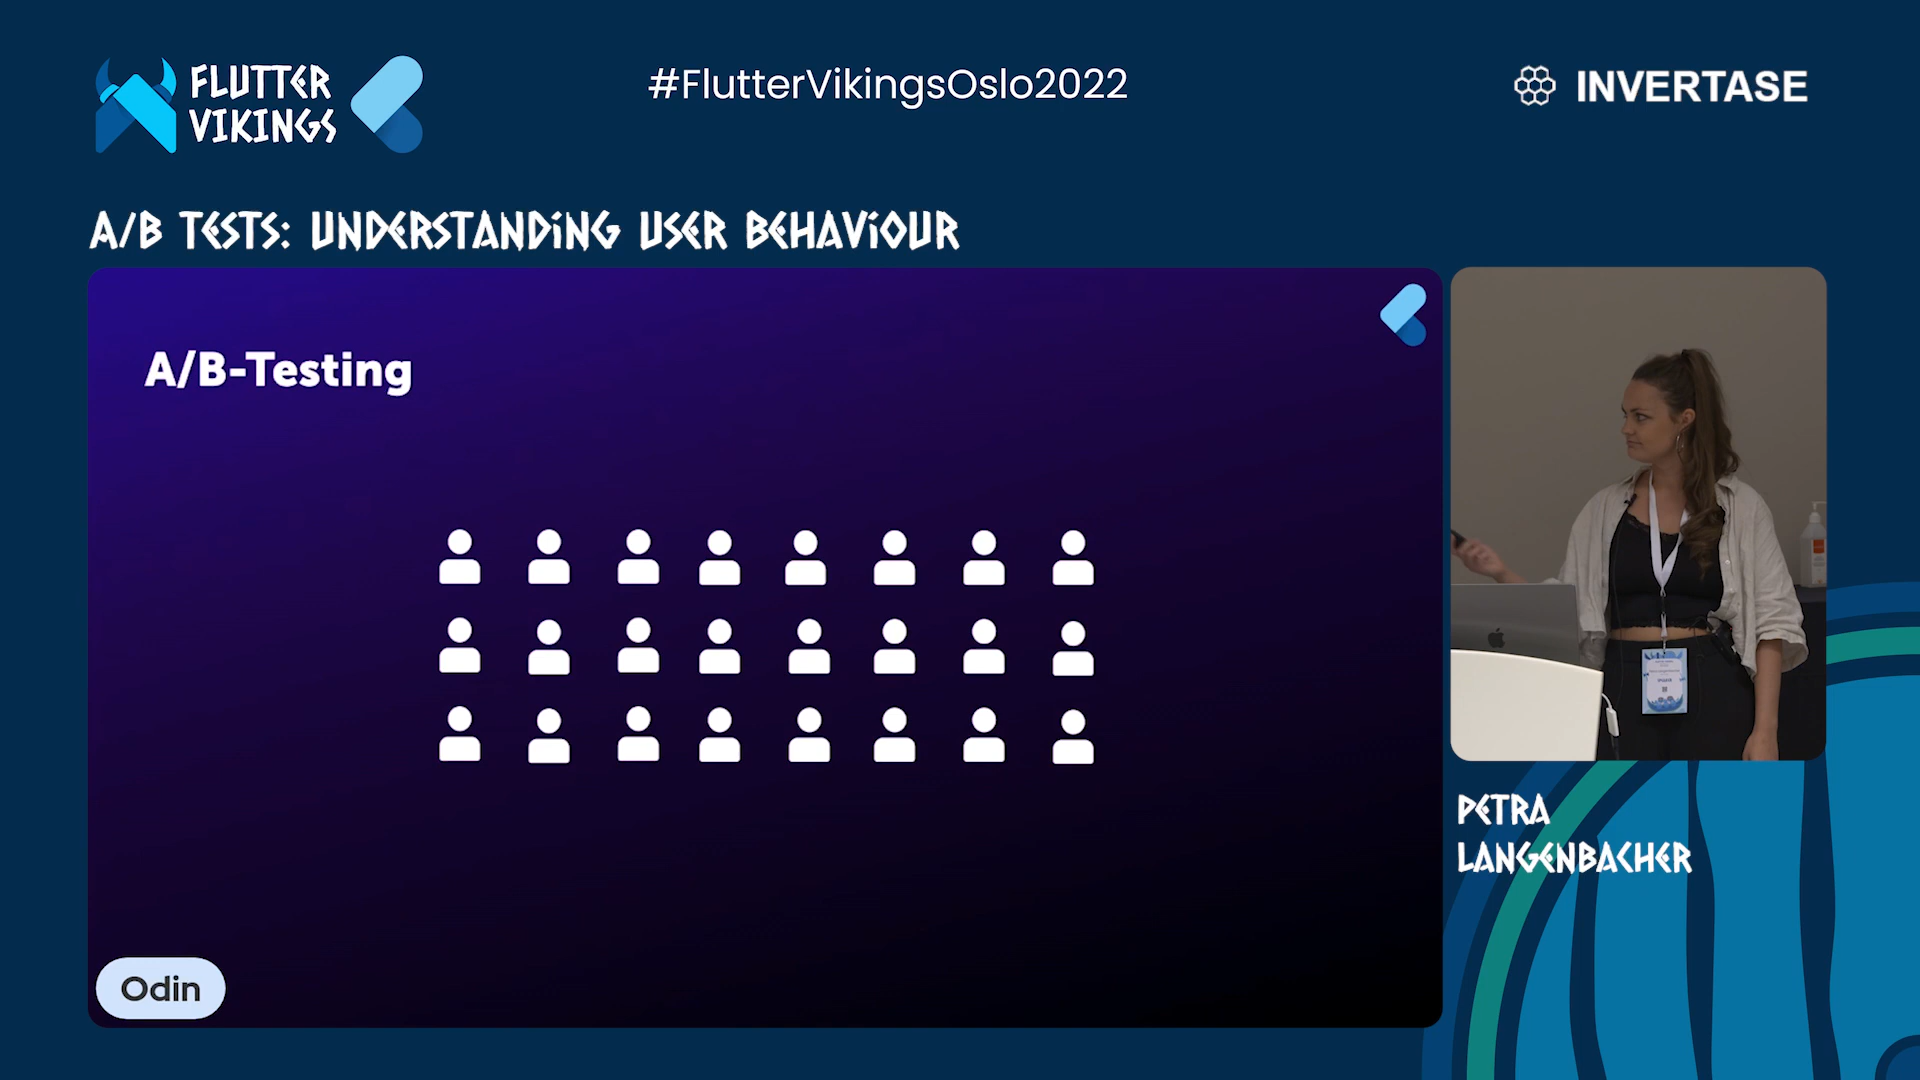 FLUTTER
VIKINGS
#FlutterVikingsOslo2022
INVERTASE
A/B TESTS: UNDERSTANDING USER BEHAVIOUR
A/B-Testing
Odin
PETRA
LANGENBACHER